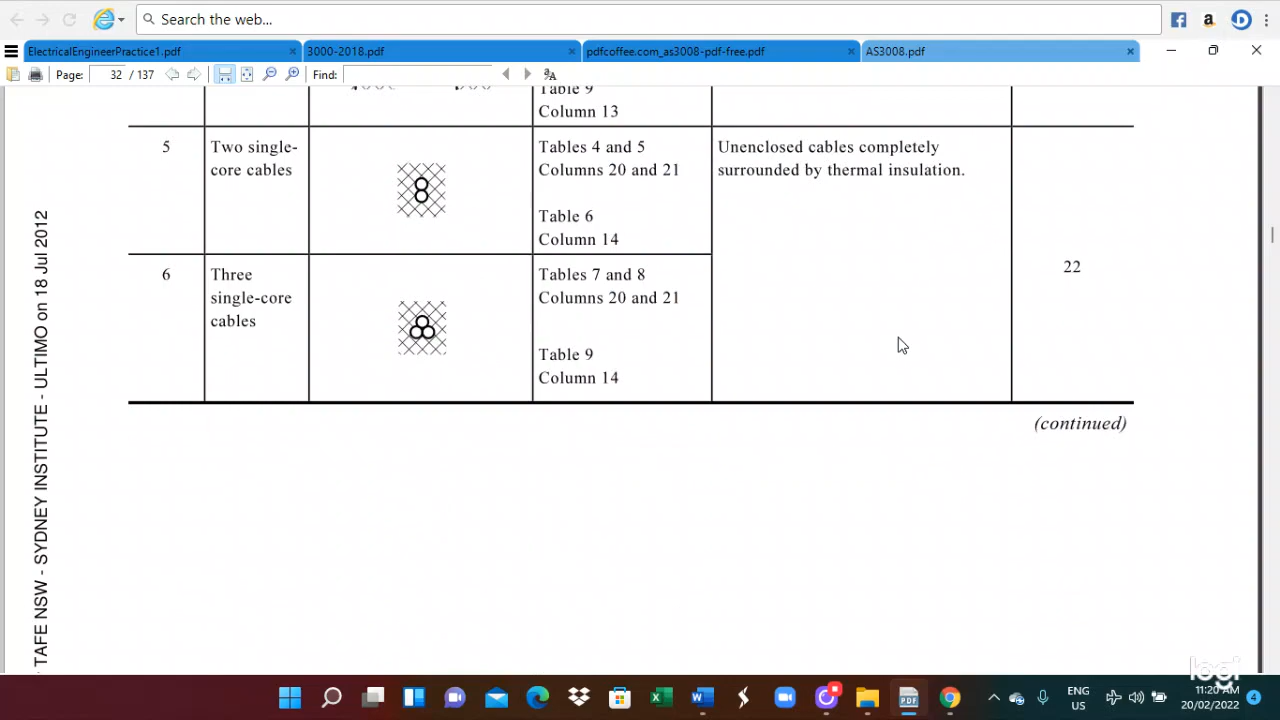 Search the web...
ElectricalEngineerPractice1.pdf
3000-2018.pdf
pdfcoffee.com_as3008-pdf-free.pdf
AS3008.pdf
Page: 32 / 137
Find:
Table 9
Column 13
5
Two single-
core cables
Tables 4 and 5
Columns 20 and 21
Table 6
Column 14
Unenclosed cables completely
surrounded by thermal insulation.
6
Three
single-core
cables
Tables 7 and 8
Columns 20 and 21
Table 9
Column 14
22
(continued)
TAFE NSW - SYDNEY INSTITUTE - ULTIMO on 18 Jul 2012
logi
ENG
US
11:20 AM
20/02/2022
4